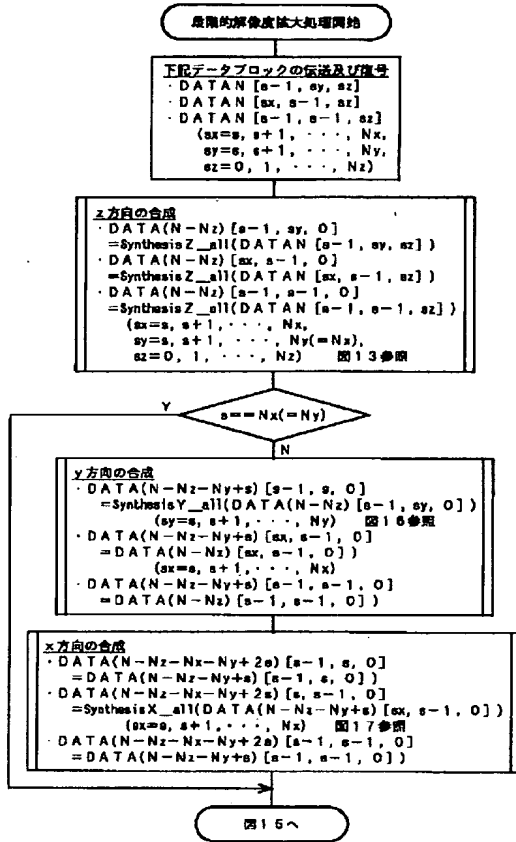 段階的解像度拡大処理開始
下記データブロックの伝送及び復号
・DATAN [s-1, sy, sz]
・DATAN [sx, s-1, sz]
・DATAN [s-1, s-1, sz]
(sx=s, s+1, ・・・, Nx,
sy=s, s+1, ・・・, Ny,
sz=0, 1, ・・・, Nz)
z方向の合成
・DATA(N-Nz) [s-1, sy, 0]
=SynthesisZ_all(DATAN [s-1, sy, sz])
・DATA(N-Nz) [sx, s-1, 0]
=SynthesisZ_all(DATAN [sx, s-1, sz])
・DATA(N-Nz) [s-1, s-1, 0]
=SynthesisZ_all(DATAN [s-1, s-1, sz])
(sx=s, s+1, ・・・, Nx,
sy=s, s+1, ・・・, Ny(=Nx),
sz=0, 1, ・・・, Nz) 図13参照
Y
s==Nx(=Ny)
N
y方向の合成
・DATA(N-Nz-Ny+s) [s-1, s, 0]
=SynthesisY_all(DATA(N-Nz) [s-1, sy, 0])
(sy=s, s+1, ・・・, Ny) 図16参照
・DATA(N-Nz-Ny+s) [sx, s-1, 0]
=DATA(N-Nz) [sx, s-1, 0])
(sx=s, s+1, ・・・, Nx)
・DATA(N-Nz-Ny+s) [s-1, s-1, 0]
=DATA(N-Nz) [s-1, s-1, 0])
x方向の合成
・DATA(N-Nz-Nx-Ny+2s) [s-1, s, 0]
=DATA(N-Nz-Ny+s) [s-1, s, 0])
・DATA(N-Nz-Nx-Ny+2s) [s, s-1, 0]
=SynthesisX_all(DATA(N-Nz-Ny+s) [sx, s-1, 0])
(sx=s, s+1, ・・・, Nx) 図17参照
・DATA(N-Nz-Nx-Ny+2s) [s-1, s-1, 0]
=DATA(N-Nz-Ny+s) [s-1, s-1, 0])
図15へ